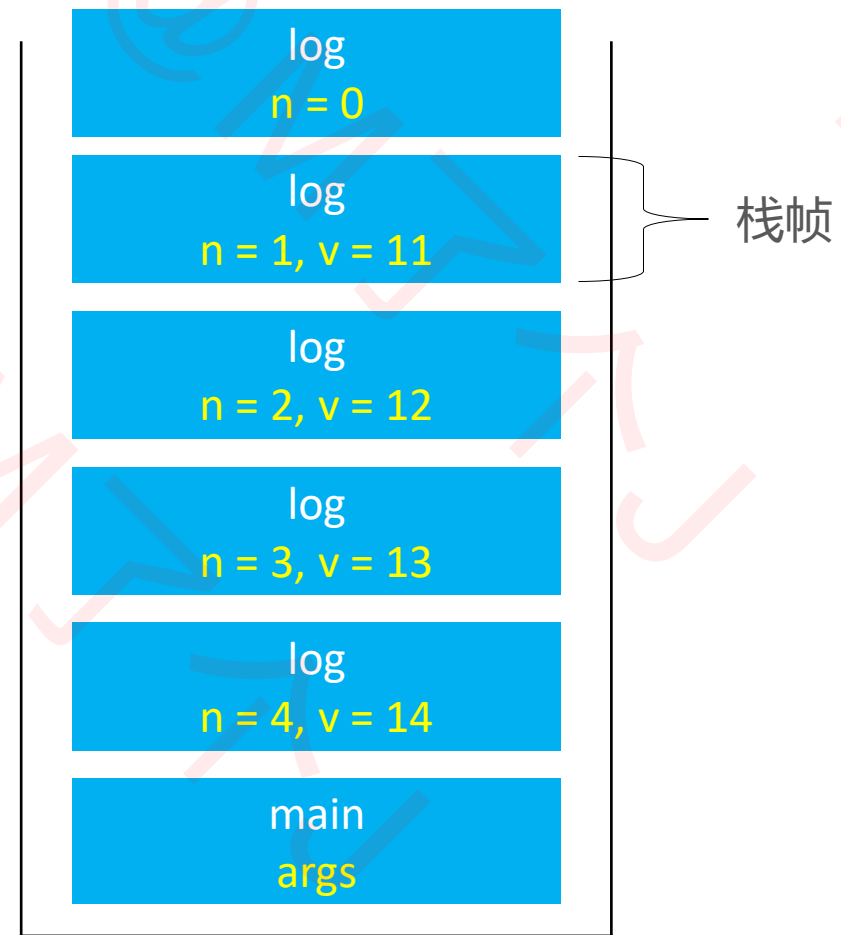 log
n = 0
log
n = 1, v = 11
栈帧
log
n = 2, v = 12
log
n = 3, v = 13
log
n = 4, v = 14
main
args